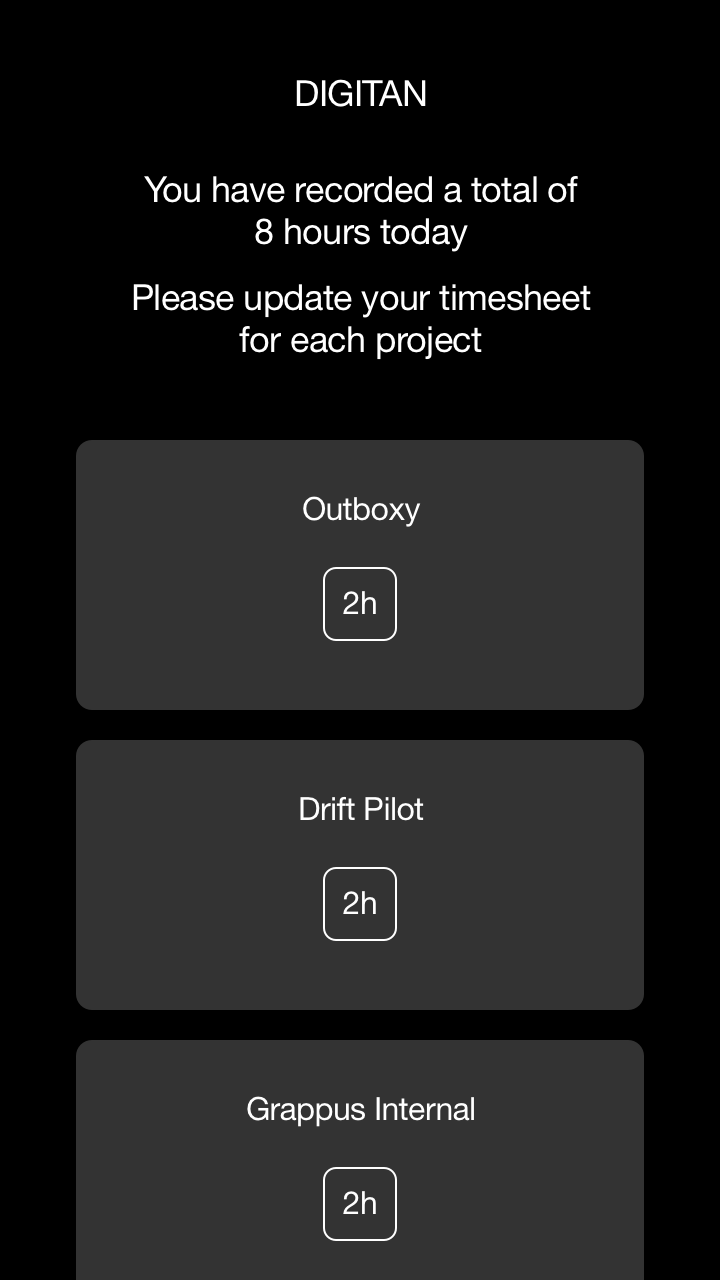 DIGITAN
You have recorded a total of
8 hours today
Please update your timesheet
for each project
Outboxy
2h
Drift Pilot
2h
Grappus Internal
2h